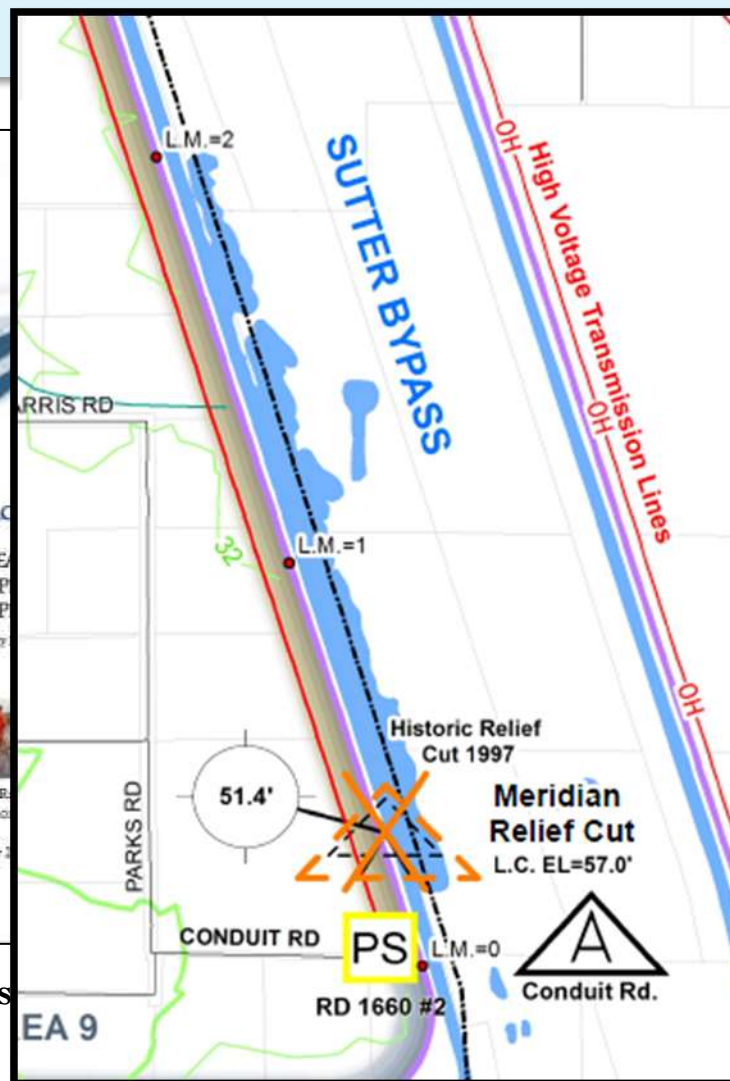 L.M.=2
SUTTER BYPASS
OH
High Voltage Transmission Lines
OH
ARRIS RD
32
L.M.=1
OH
Historic Relief
Cut 1997
51.4'
Meridian
Relief Cut
L.C. EL=57.0'
PARKS RD
CONDUIT RD
PS
L.M.=0
A
Conduit Rd.
RD 1660 #2
EA 9